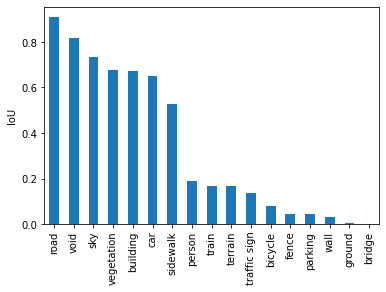 IoU
0.8
0.6
0.4
0.2
0.0
road
void
sky
vegetation
building
car
sidewalk
person
train
terrain
traffic sign
bicycle
fence
parking
wall
ground
bridge